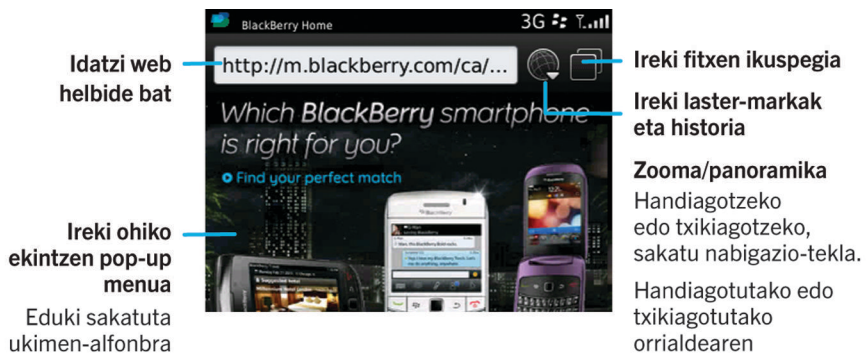 BlackBerry Home
3G
http://m.blackberry.com/ca/...
Which BlackBerry smartphone
is right for you?
Find your perfect match
Idatzi web
helbide bat
Ireki ohiko
ekintzen pop-up
menua
Eduki sakatuta
ukimen-alfonbra
Ireki fitxen ikuspegia
Ireki laster-markak
eta historia
Zooma/panoramika
Handiagotzeko
edo txikiagotzeko,
sakatu nabigazio-tekla.
Handiagotutako edo
txikiagotutako
orrialdearen